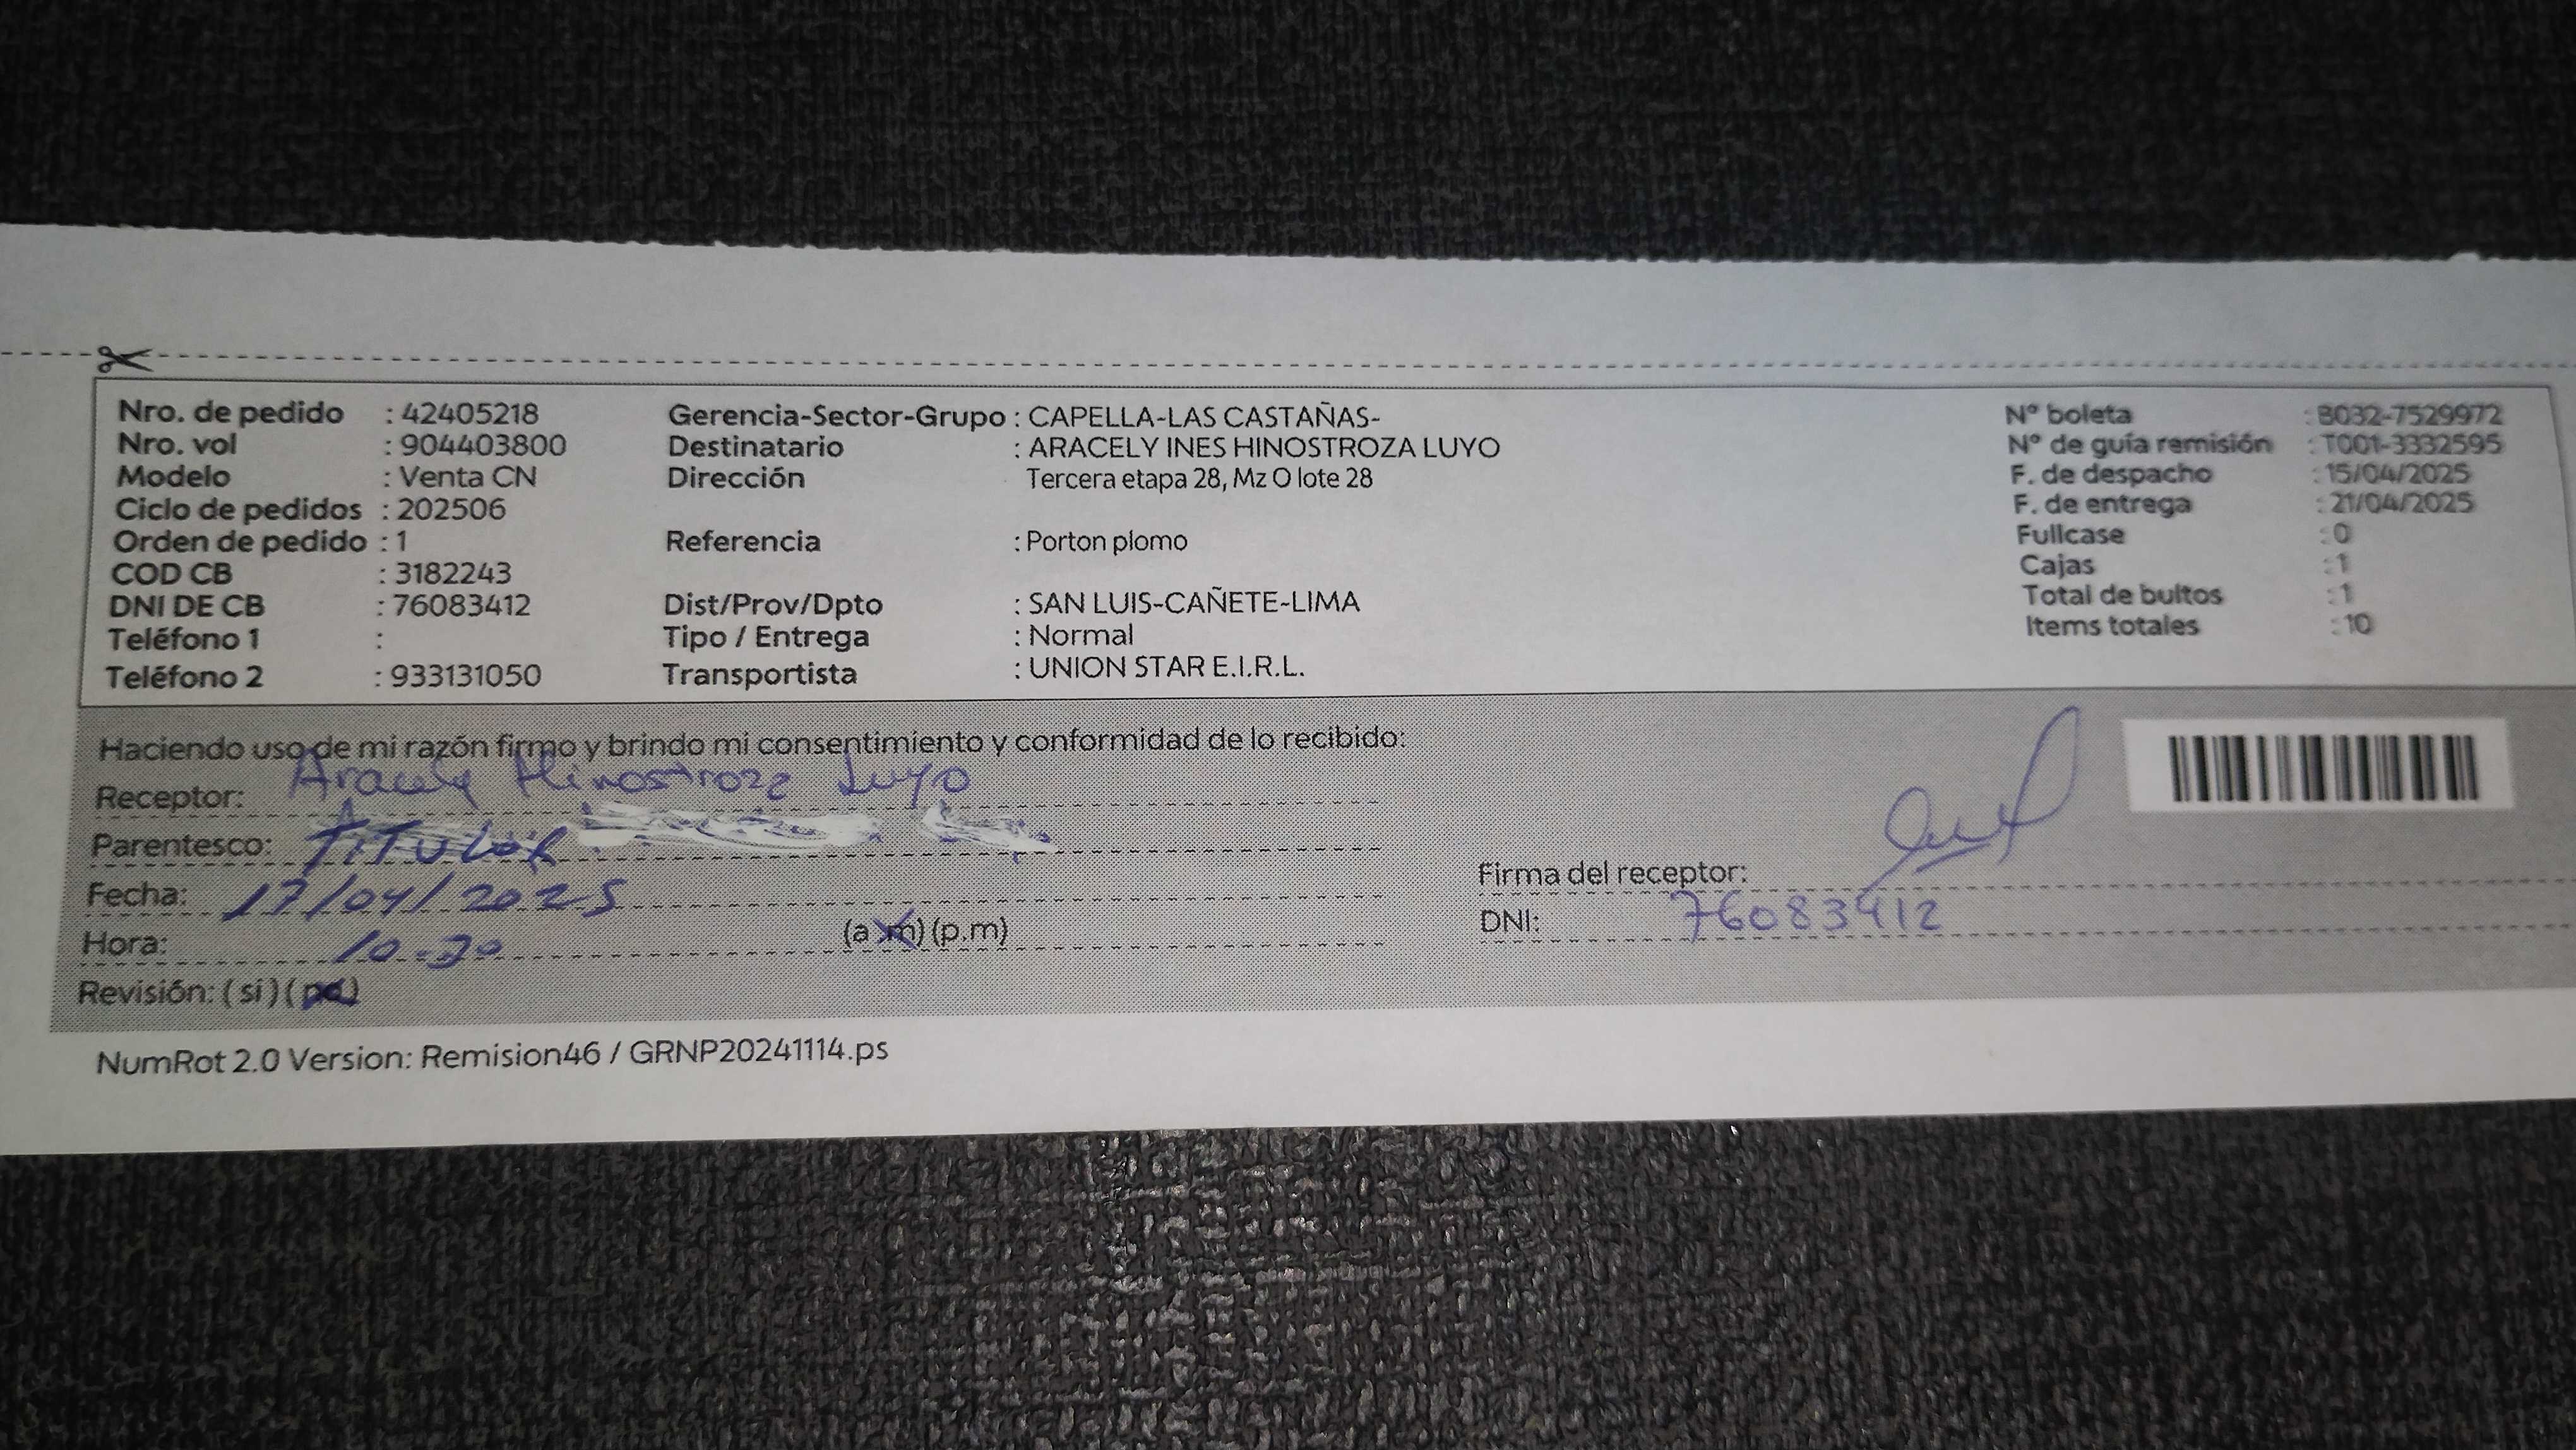 Nro. de pedido : 42405218
Nro. vol : 904403800
Modelo : Venta CN
Ciclo de pedidos : 202506
Orden de pedido : 1
COD CB : 3182243
DNI DE CB : 76083412
Teléfono 1 :
Teléfono 2 : 933131050
Gerencia-Sector-Grupo : CAPELLA-LAS CASTAÑAS-
Destinatario : ARACELY INES HINOSTROZA LUYO
Dirección Tercera etapa 28, Mz O lote 28
Referencia : Porton plomo
Dist/Prov/Dpto : SAN LUIS-CAÑETE-LIMA
Tipo / Entrega : Normal
Transportista : UNION STAR E.I.R.L.
N° boleta : B032-7529972
N° de guía remisión : T001-3332595
F. de despacho : 15/04/2025
F. de entrega : 21/04/2025
Fullcase : 0
Cajas : 1
Total de bultos : 1
Items totales : 10
Haciendo uso de mi razón firmo y brindo mi consentimiento y conformidad de lo recibido:
Receptor: Aracely Hinostroza Luyo
Parentesco: TITULAR
Fecha: 17/04/2025
Hora: 10 (a.m) (p.m)
Revisión: (si) (no)
Firma del receptor:
DNI: 76083412
NumRot 2.0 Version: Remision46 / GRNP20241114.ps